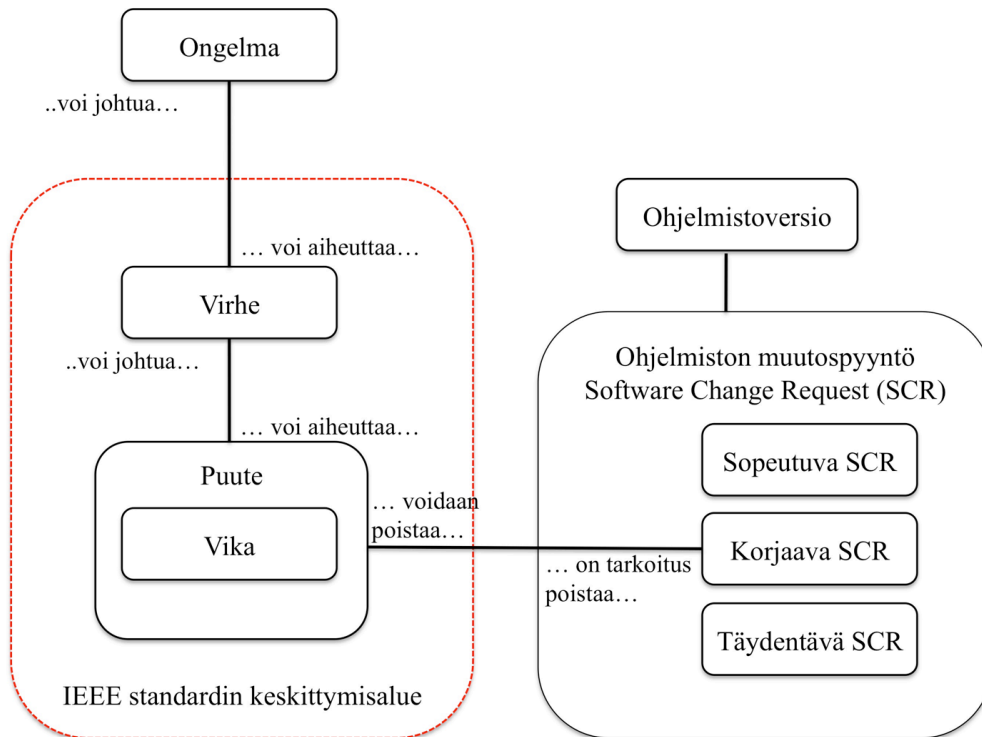 Ongelma
..voi johtua…
… voi aiheuttaa…
Virhe
..voi johtua…
… voi aiheuttaa…
Puute
Vika
… voidaan
poistaa…
IEEE standardin keskittymisalue
Ohjelmistoversio
Ohjelmiston muutospyyntö
Software Change Request (SCR)
Sopeutuva SCR
Korjaava SCR
… on tarkoitus
poistaa…
Täydentävä SCR